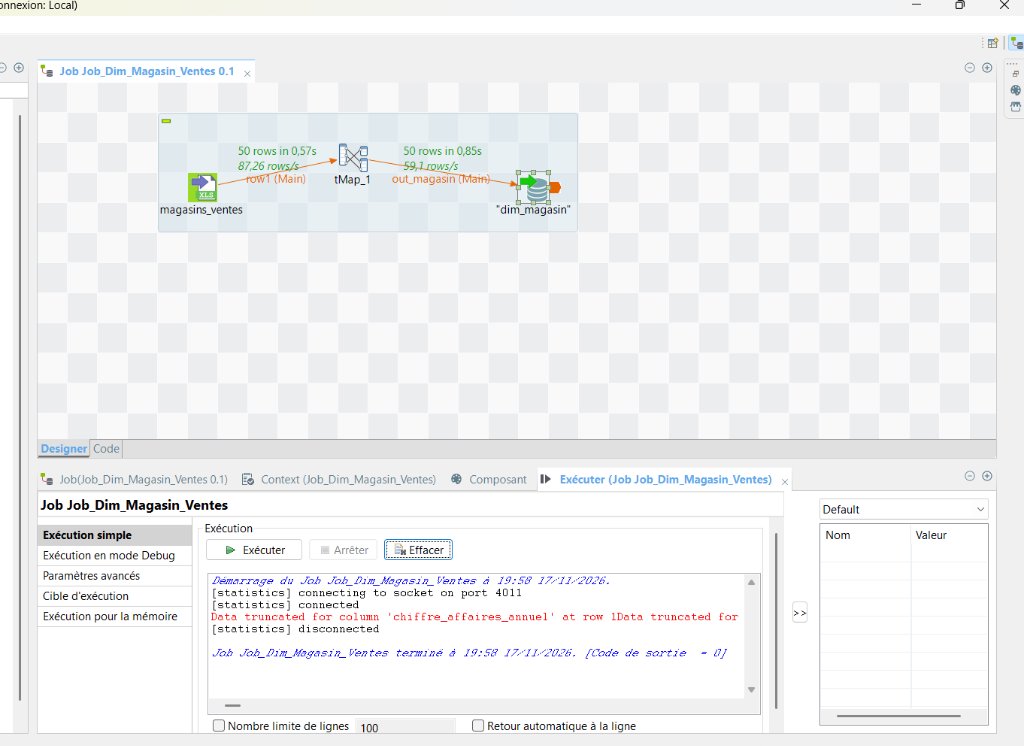 onnexion: Local)
Job Job_Dim_Magasin_Ventes 0.1
50 rows in 0,57s
87,26 rows/s
row1 (Main)
tMap_1
50 rows in 0,85s
59,1 rows/s
out_magasin (Main)
XLS
magasins_ventes
"dim_magasin"
Designer
Code
Job(Job_Dim_Magasin_Ventes 0.1)
Context (Job_Dim_Magasin_Ventes)
Composant
Exécuter (Job Job_Dim_Magasin_Ventes)
Job Job_Dim_Magasin_Ventes
Exécution simple
Exécution en mode Debug
Paramètres avancés
Cible d'exécution
Exécution pour la mémoire
Exécution
Exécuter
Arrêter
Effacer
Démarrage du Job Job_Dim_Magasin_Ventes à 19:58 17/11/2026.
[statistics] connecting to socket on port 4011
[statistics] connected
Data truncated for column 'chiffre_affaires_annuel' at row 1Data truncated for
[statistics] disconnected
Job Job_Dim_Magasin_Ventes terminé à 19:58 17/11/2026. [Code de sortie = 0]
Nombre limite de lignes
100
Retour automatique à la ligne
>>
Default
Nom
Valeur